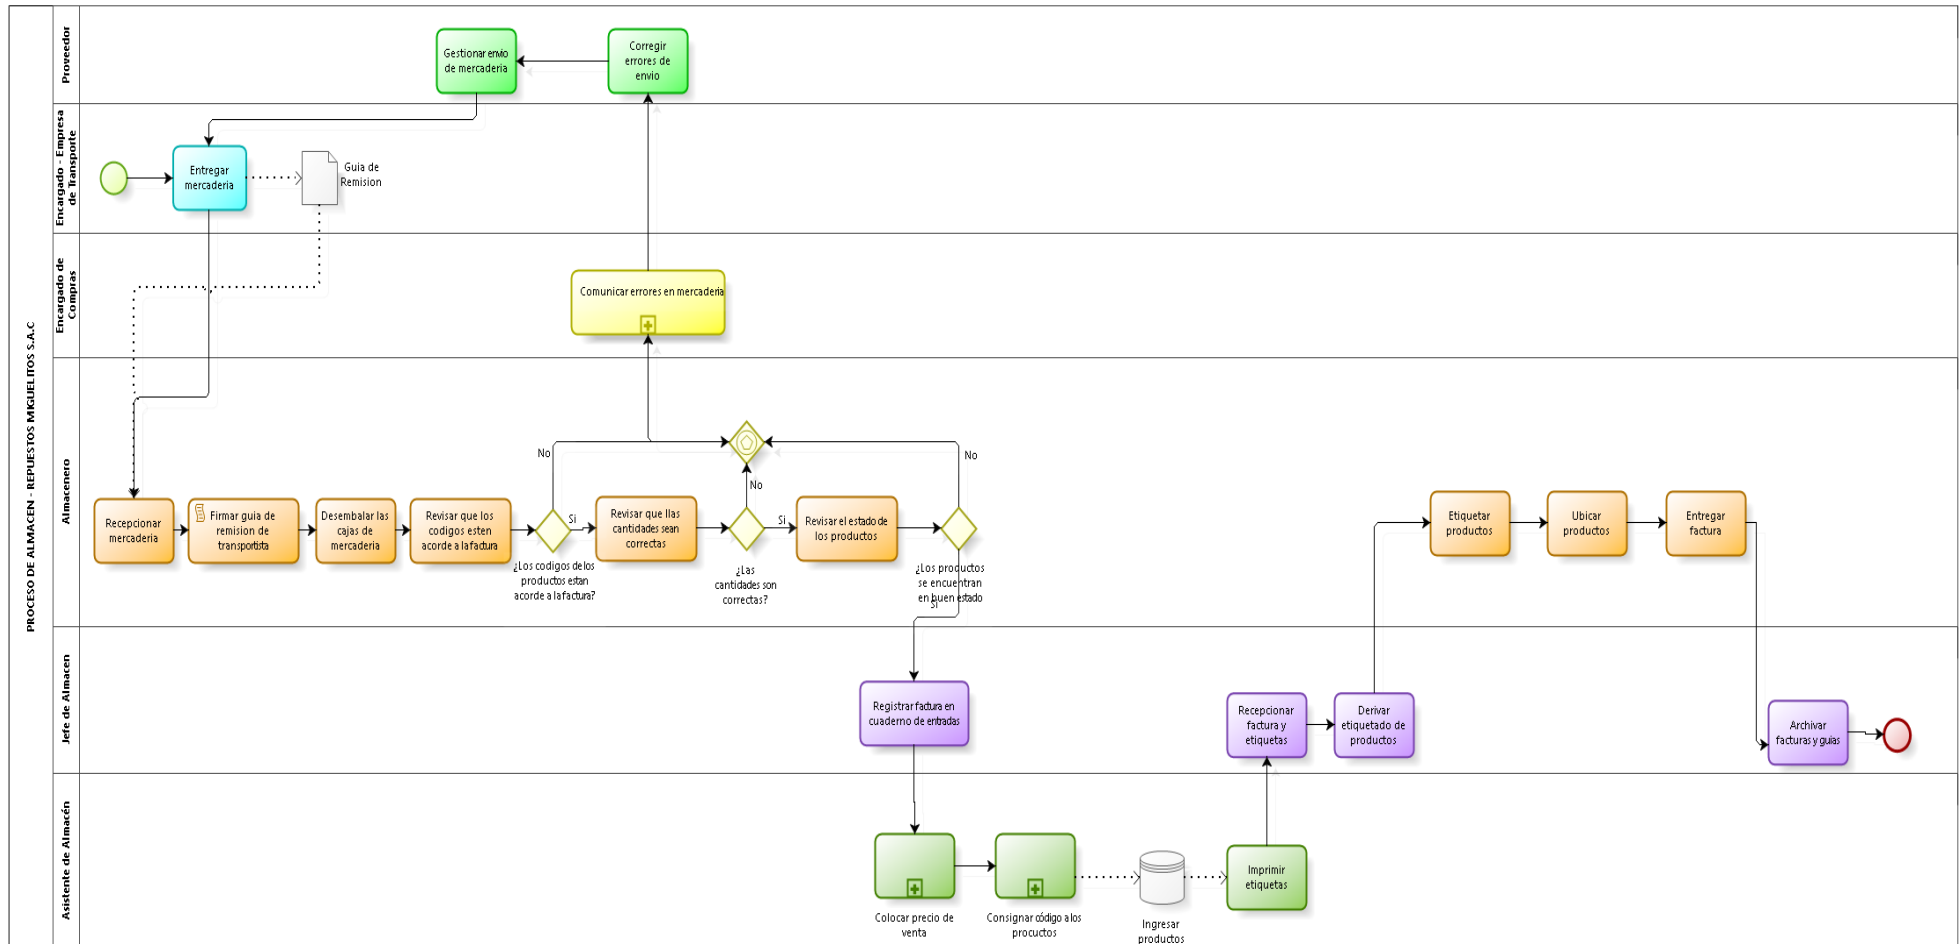 PROCESO DE ALMACEN - REPUESTOS MIGUELITOS S.A.C
Proveedor
Gestionar envio
de mercaderia
Corregir
errores de
envio
Encargado - Empresa
de Transporte
Entregar
mercaderia
Guia de
Remision
Encargado de
Compras
Comunicar errores en mercaderia
Almacenero
Recepcionar
mercaderia
Firmar guia de
remision de
transportista
Desembalar las
cajas de
mercaderia
Revisar que los
codigos esten
acorde a la factura
No
Si
¿Los codigos de los
productos estan
acorde a la factura?
Revisar que llas
cantidades sean
correctas
No
Si
¿Las
cantidades son
correctas?
Revisar el estado de
los productos
No
¿Los productos
se encuentran
en buen estado
Si
Etiquetar
productos
Ubicar
productos
Entregar
factura
Jefe de Almacen
Registrar factura en
cuaderno de entradas
Recepcionar
factura y
etiquetas
Derivar
etiquetado de
productos
Archivar
facturas y guias
Asistente de Almacén
Colocar precio de
venta
Consignar código a los
procuctos
Ingresar
productos
Imprimir
etiquetas